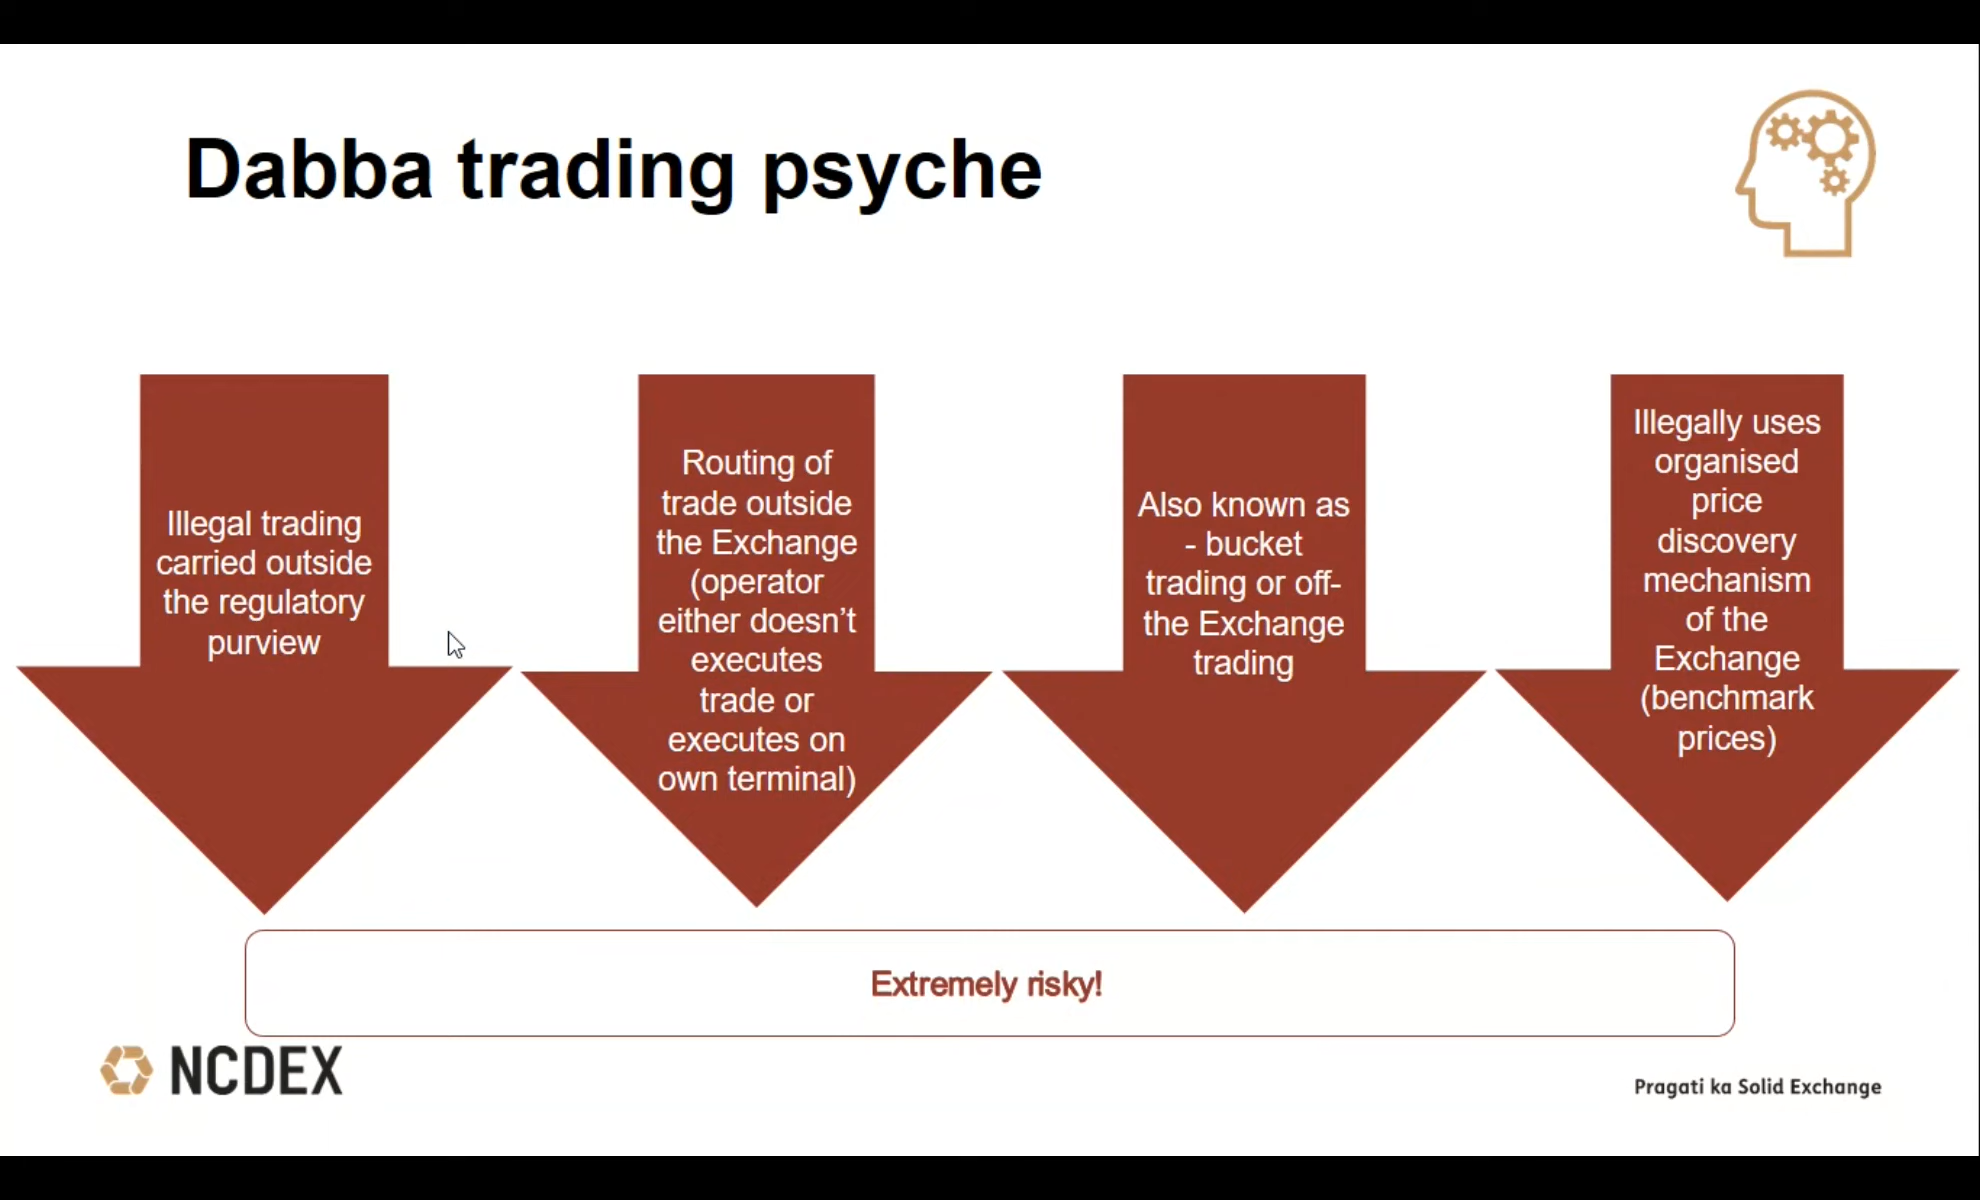 Dabba trading psyche
Illegal trading
carried outside
the regulatory
purview
Routing of
trade outside
the Exchange
(operator
either doesn’t
executes
trade or
executes on
own terminal)
Also known as
- bucket
trading or off-
the Exchange
trading
Illegally uses
organised
price
discovery
mechanism
of the
Exchange
(benchmark
prices)
Extremely risky!
NCDEX
Pragati ka Solid Exchange